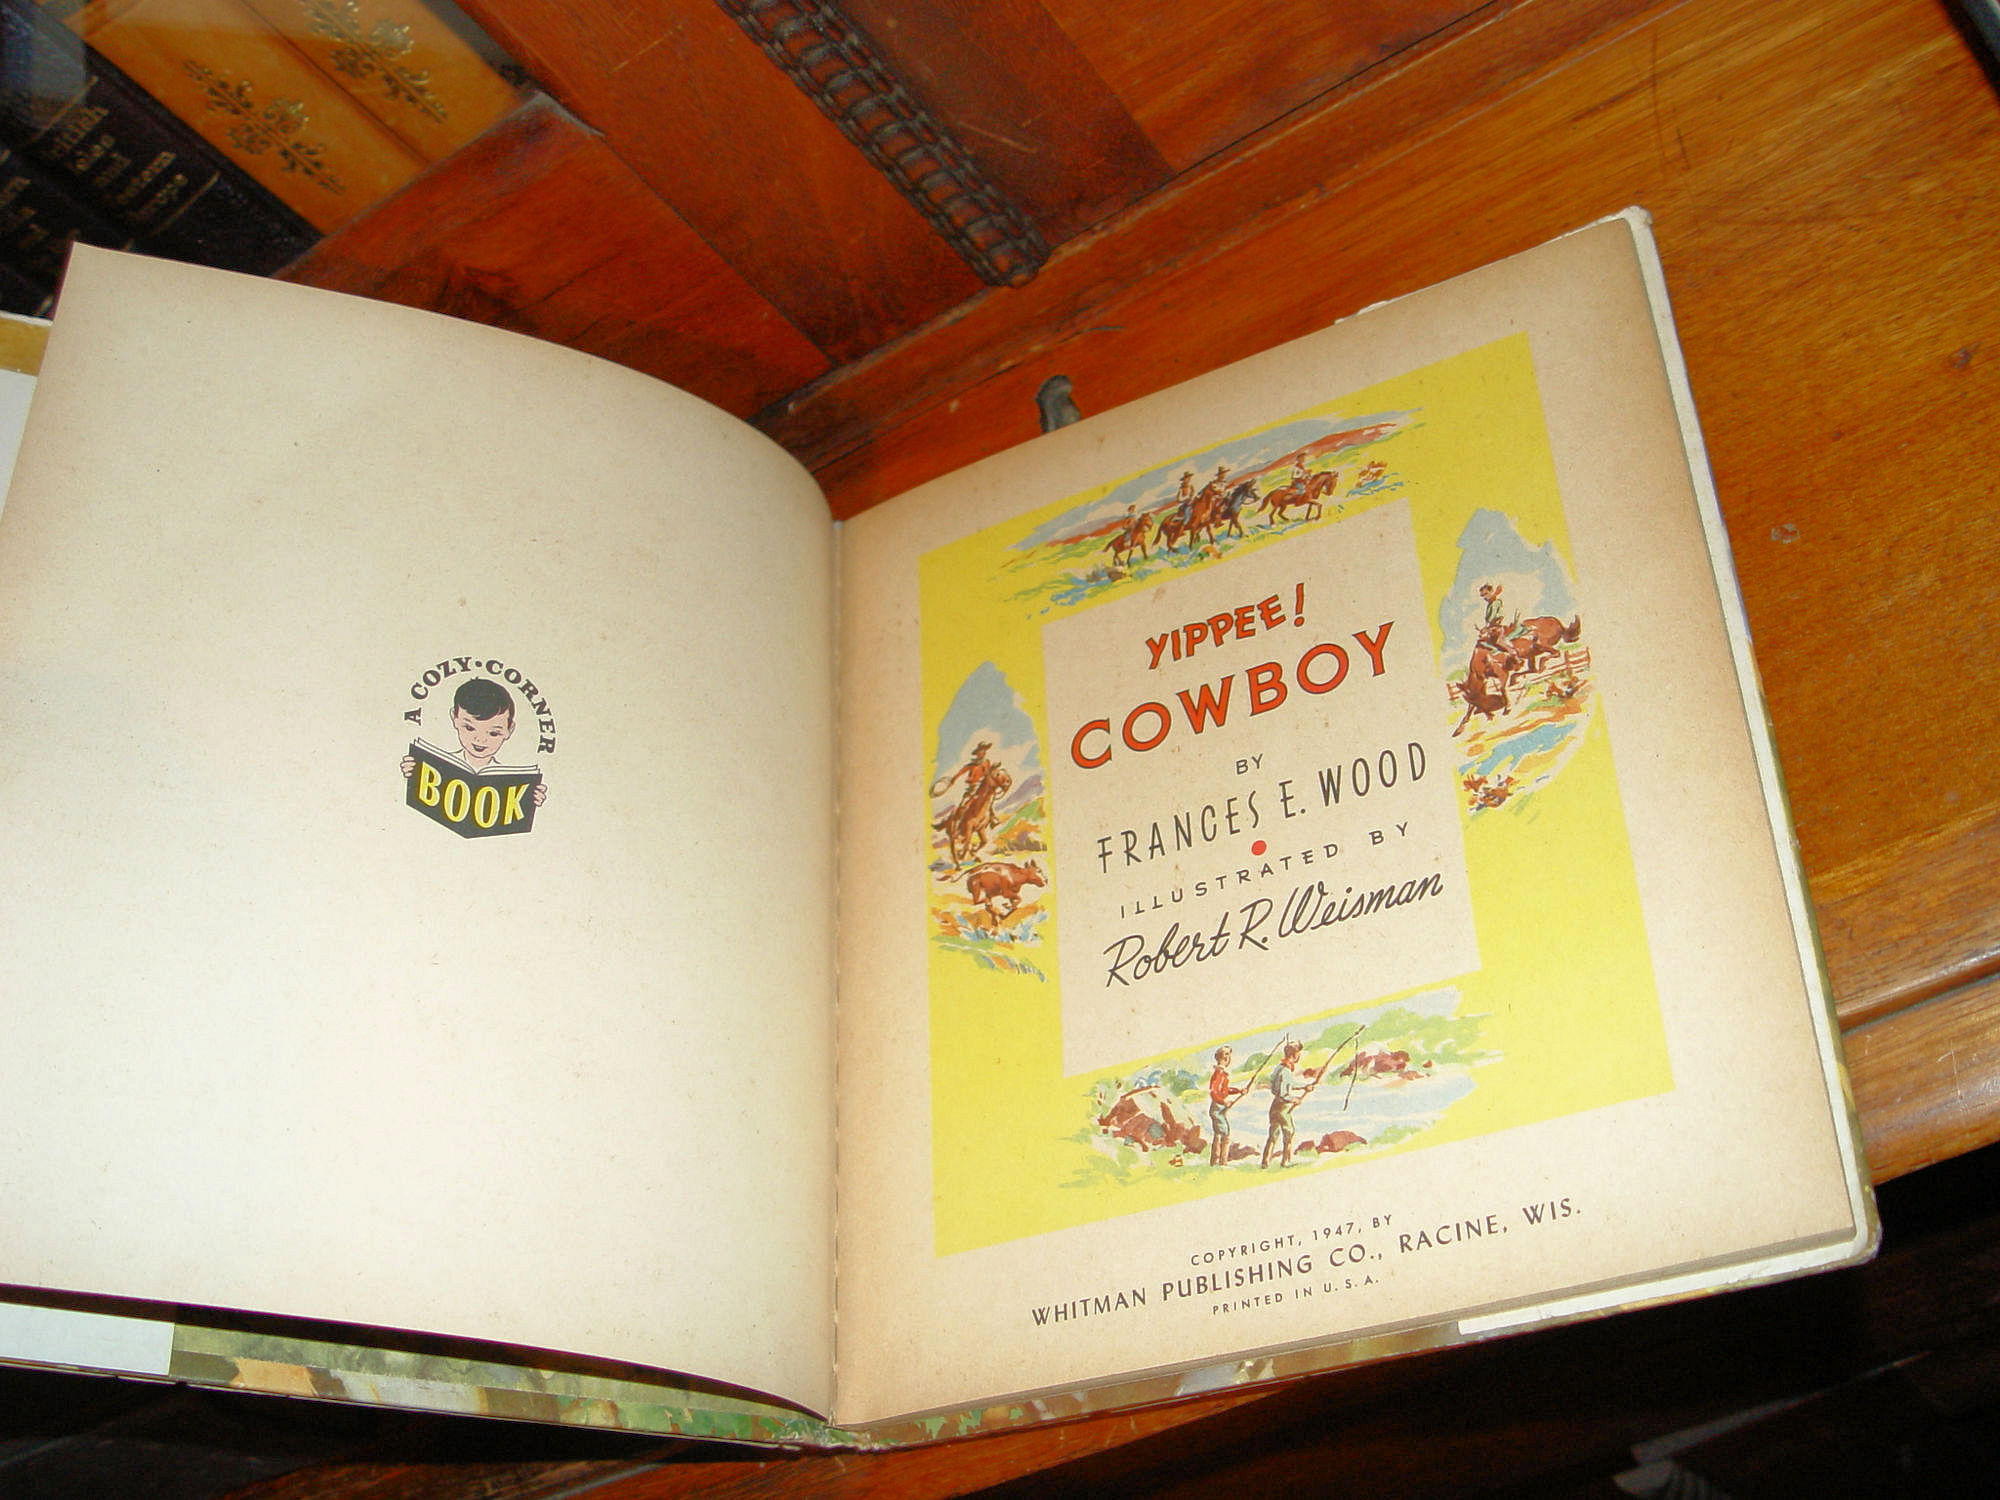 A COZY·CORNER
BOOK
YIPPEE!
COWBOY
BY
FRANCES E. WOOD
ILLUSTRATED BY
Robert R. Weisman
COPYRIGHT, 1947, BY
WHITMAN PUBLISHING CO., RACINE, WIS.
PRINTED IN U.S.A.